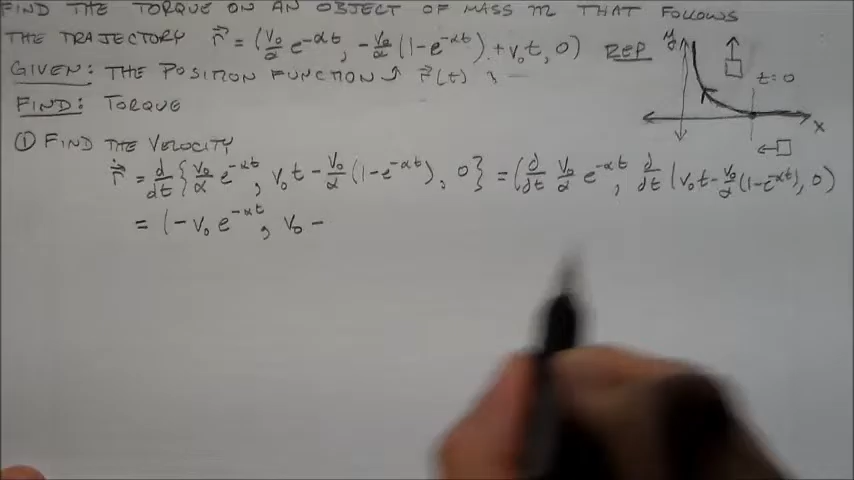 FIND THE TORQUE ON AN OBJECT OF MASS m THAT FOLLOWS
THE TRAJECTORY r⃗ = (v₀/α e^{-αt}, -v₀/α (1-e^{-αt}) + v₀t, 0) REP
y
t=0
x
GIVEN: THE POSITION FUNCTION r⃗(t)
FIND: TORQUE
① FIND THE VELOCITY
ṙ⃗ = d/dt {v₀/α e^{-αt}, v₀t - v₀/α (1-e^{-αt}), 0} = (d/dt v₀/α e^{-αt}, d/dt (v₀t - v₀/α (1-e^{-αt}), 0)
= (-v₀ e^{-αt}, v₀ -